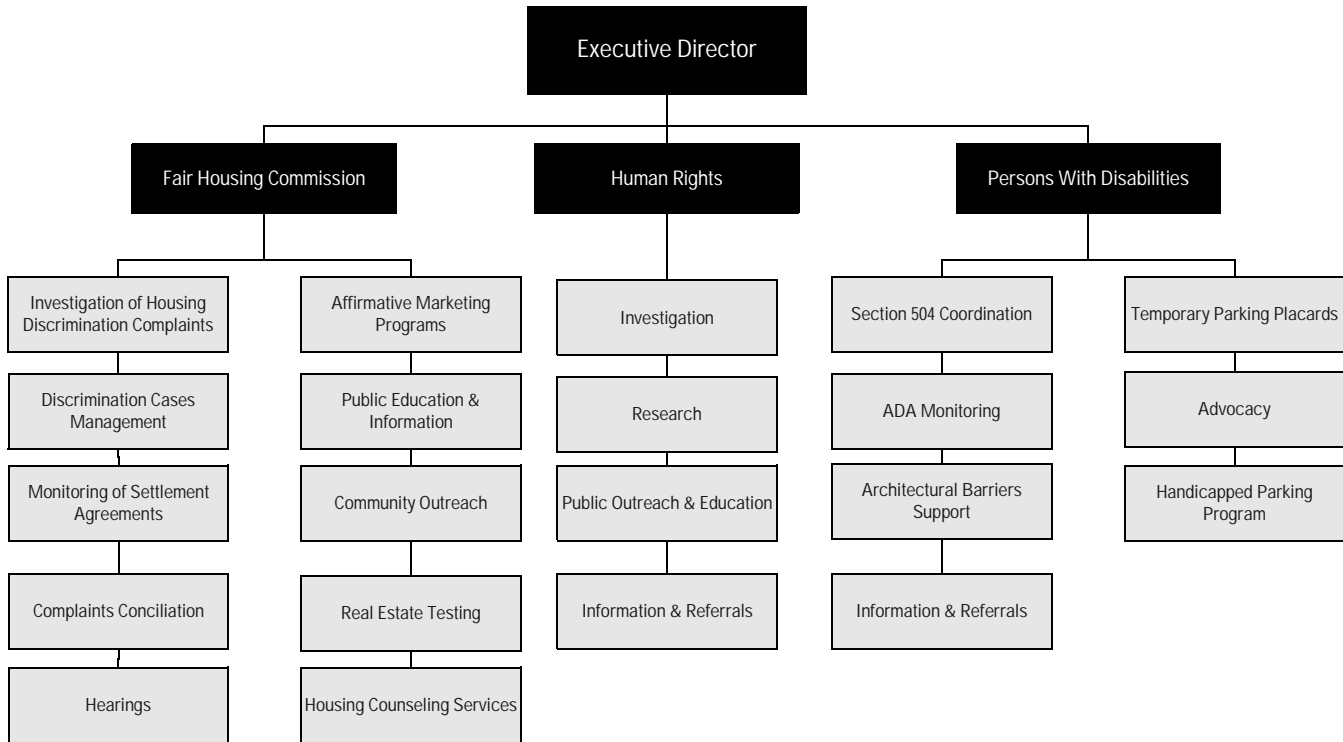 Executive Director
Fair Housing Commission
Human Rights
Persons With Disabilities
Investigation of Housing
Discrimination Complaints
Discrimination Cases
Management
Monitoring of Settlement
Agreements
Complaints Conciliation
Hearings
Affirmative Marketing
Programs
Public Education &
Information
Community Outreach
Real Estate Testing
Housing Counseling Services
Investigation
Research
Public Outreach & Education
Information & Referrals
Section 504 Coordination
ADA Monitoring
Architectural Barriers
Support
Information & Referrals
Temporary Parking Placards
Advocacy
Handicapped Parking
Program